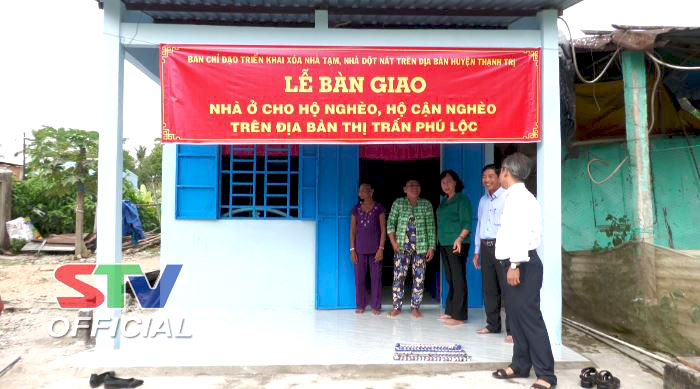 BAN CHỈ ĐẠO TRIỂN KHAI XÓA NHÀ TẠM, NHÀ DỘT NÁT TRÊN ĐỊA BÀN HUYỆN THẠNH TRỊ
LỄ BÀN GIAO
NHÀ Ở CHO HỘ NGHÈO, HỘ CẬN NGHÈO
TRÊN ĐỊA BÀN THỊ TRẤN PHÚ LỘC
STV
OFFICIAL